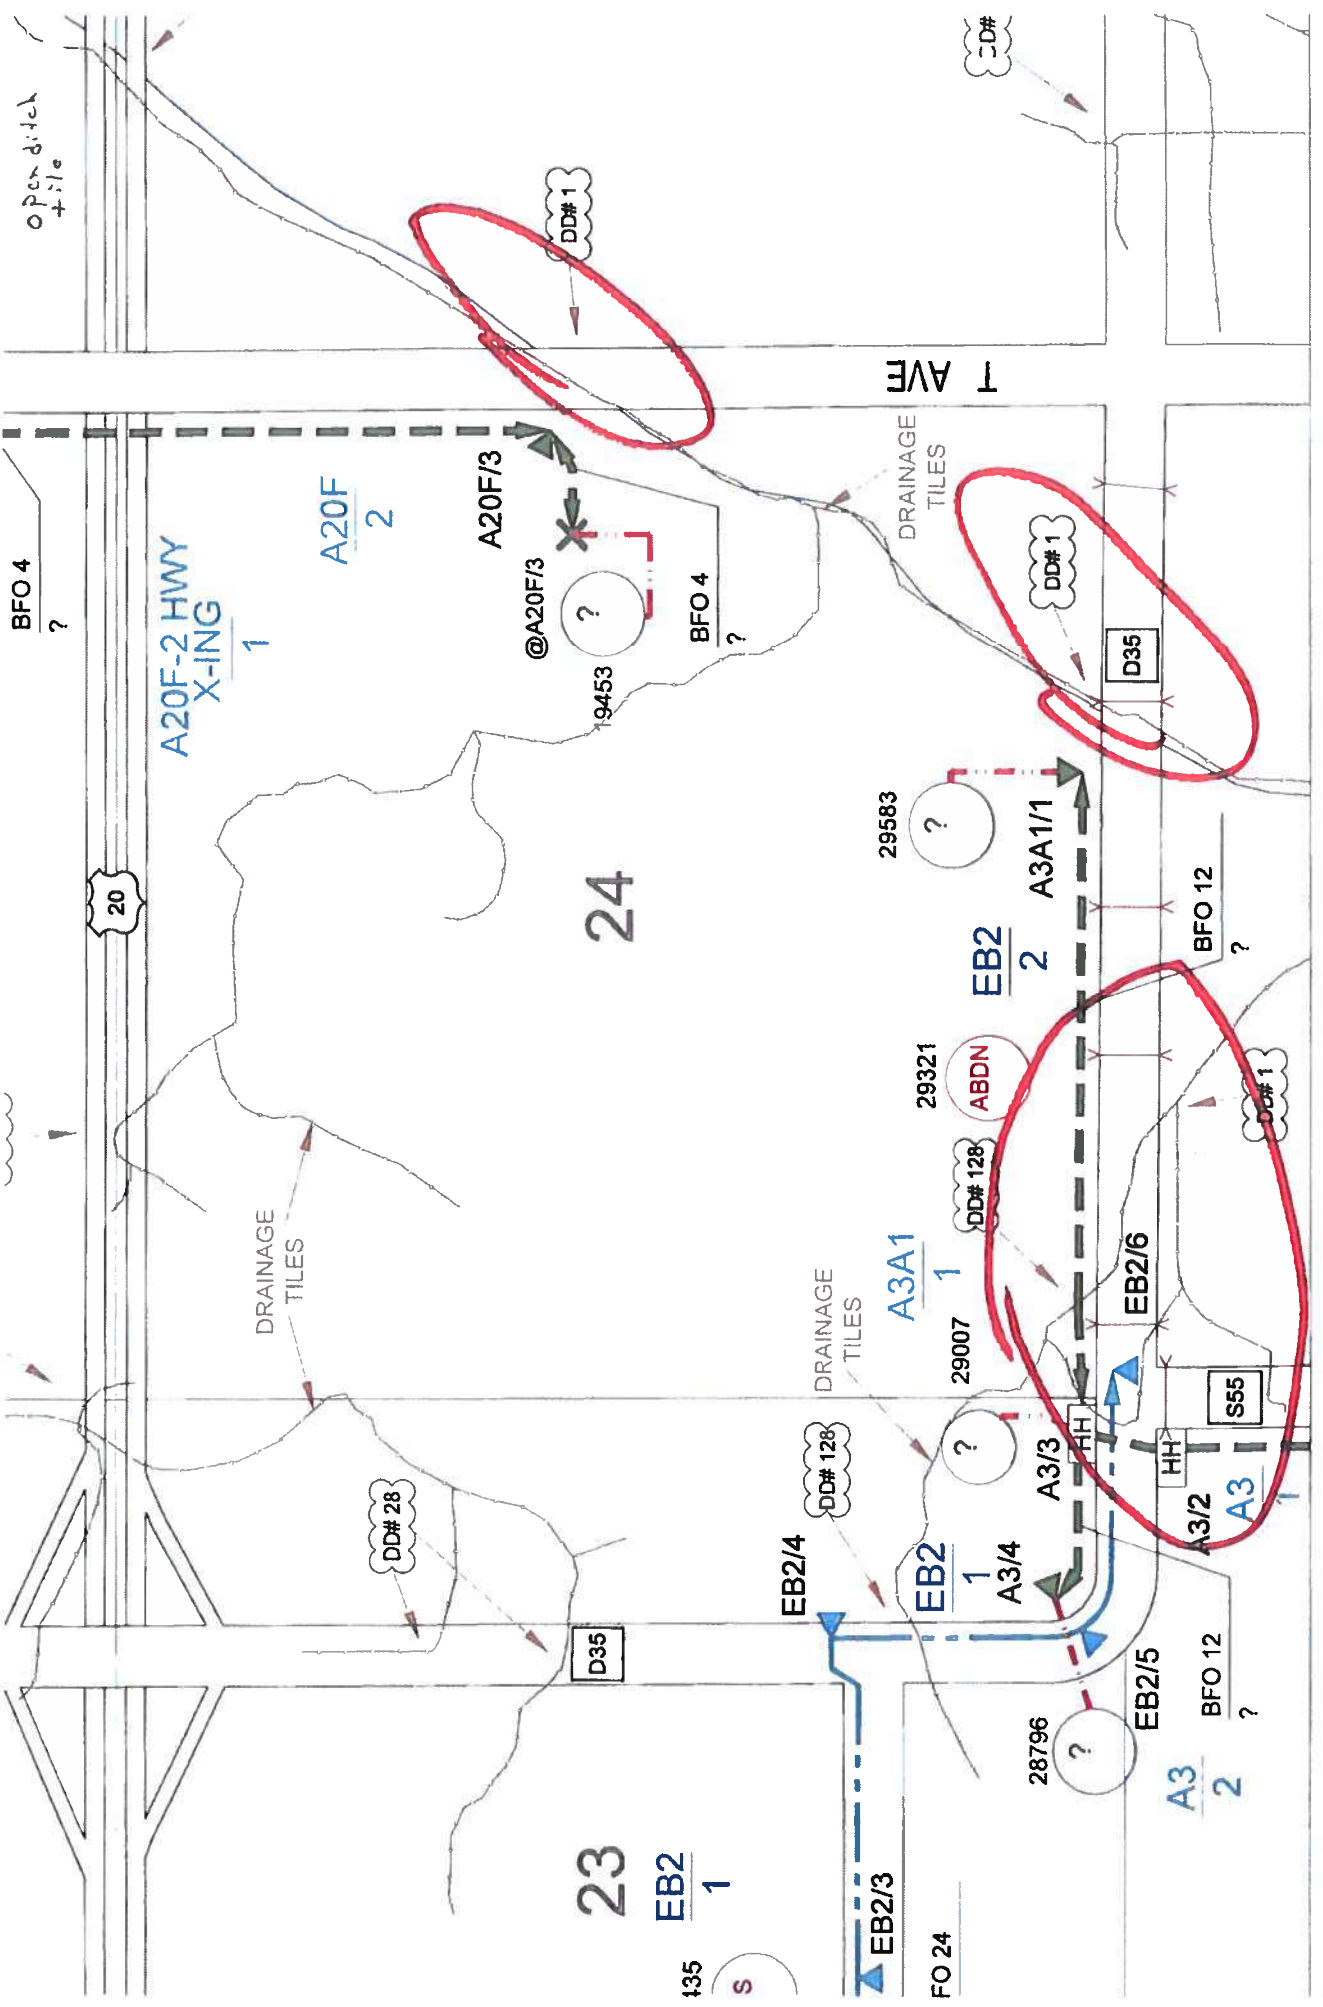 open ditch
tile
BFO 4
?
A20F-2 HWY
X-ING
1
20
A20F
2
A20F/3
@A20F/3
?
19453
BFO 4
?
DD# 1
DD#
T AVE
DRAINAGE
TILES
DD# 1
D35
24
29583
?
A3A1/1
EB2
2
BFO 12
?
29321
ABDN
DD# 128
DD# 1
A3A1
1
29007
?
EB2/6
S55
HH
HH
A3/3
A3/2
A3
1
DRAINAGE
TILES
DRAINAGE
TILES
DD# 128
DD# 28
D35
EB2/4
EB2
1
A3/4
EB2/5
BFO 12
?
28796
?
A3
2
23
EB2
1
EB2/3
FO 24
435
S